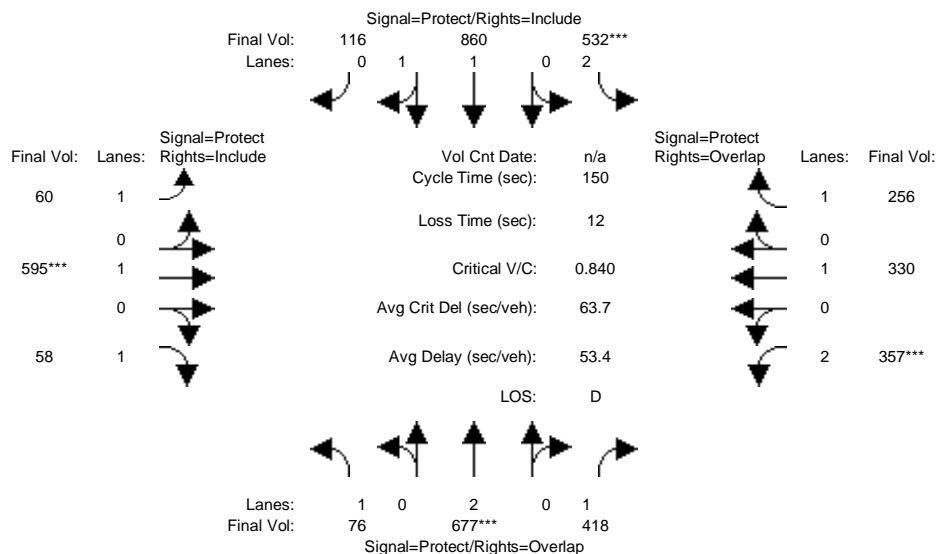 Signal=Protect/Rights=Include
Final Vol: 116 860 532***
Lanes: 0 1 1 0 2
Signal=Protect Signal=Protect
Final Vol: Lanes: Rights=Include Vol Cnt Date: n/a Rights=Overlap Lanes: Final Vol:
Cycle Time (sec): 150
60 1 1 256
Loss Time (sec): 12
0 0
595*** 1 Critical V/C: 0.840 1 330
0 Avg Crit Del (sec/veh): 63.7 0
58 1 Avg Delay (sec/veh): 53.4 2 357***
LOS: D
Lanes: 1 0 2 0 1
Final Vol: 76 677*** 418
Signal=Protect/Rights=Overlap